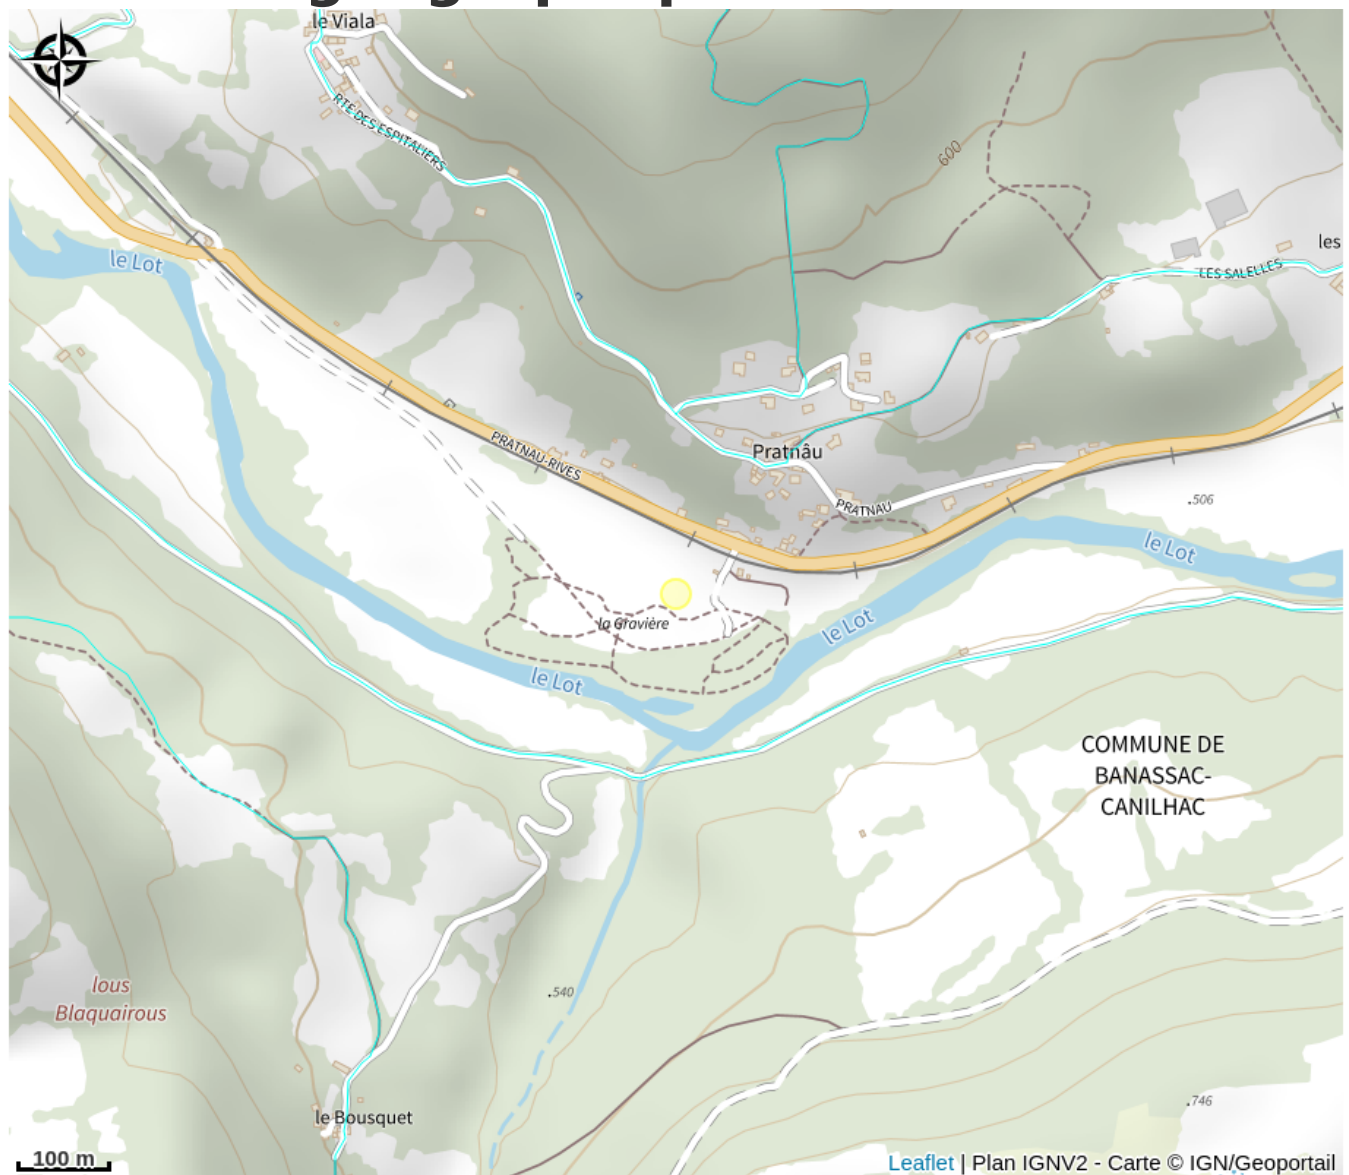 le Viala
RTE DES ESPITALIERS
600
le Lot
les
LES SALELLES
PRATNAU-RIVES
Pratnâu
PRATNAU
.506
le Lot
la Gravière
le Lot
le Lot
COMMUNE DE
BANASSAC-
CANILHAC
lous
Blaquairous
.540
.746
le Bousquet
100 m
Leaflet | Plan IGNV2 - Carte © IGN/Geoportail